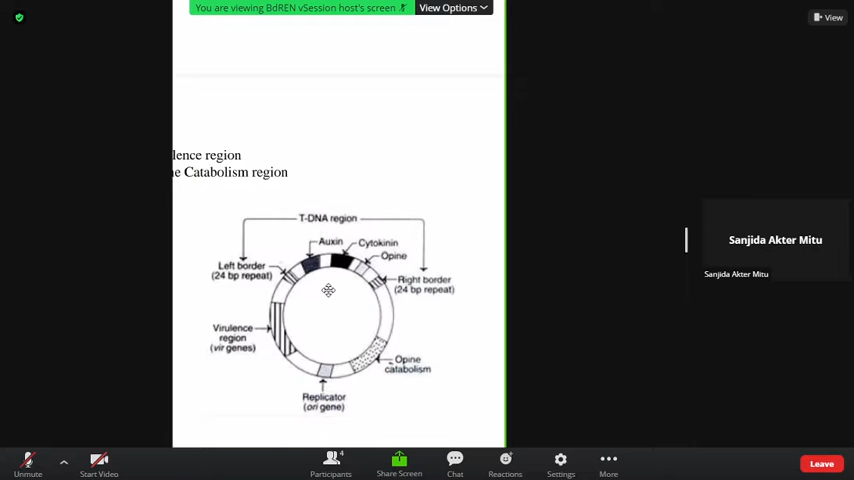 You are viewing BdREN vSession host's screen
View Options
View
lence region
e Catabolism region
T-DNA region
Auxin
Cytokinin
Opine
Left border
(24 bp repeat)
Right border
(24 bp repeat)
Virulence
region
(vir genes)
Opine
catabolism
Replicator
(ori gene)
Sanjida Akter Mitu
Sanjida Akter Mitu
Unmute
Start Video
4
Participants
Share Screen
Chat
Reactions
Settings
More
Leave